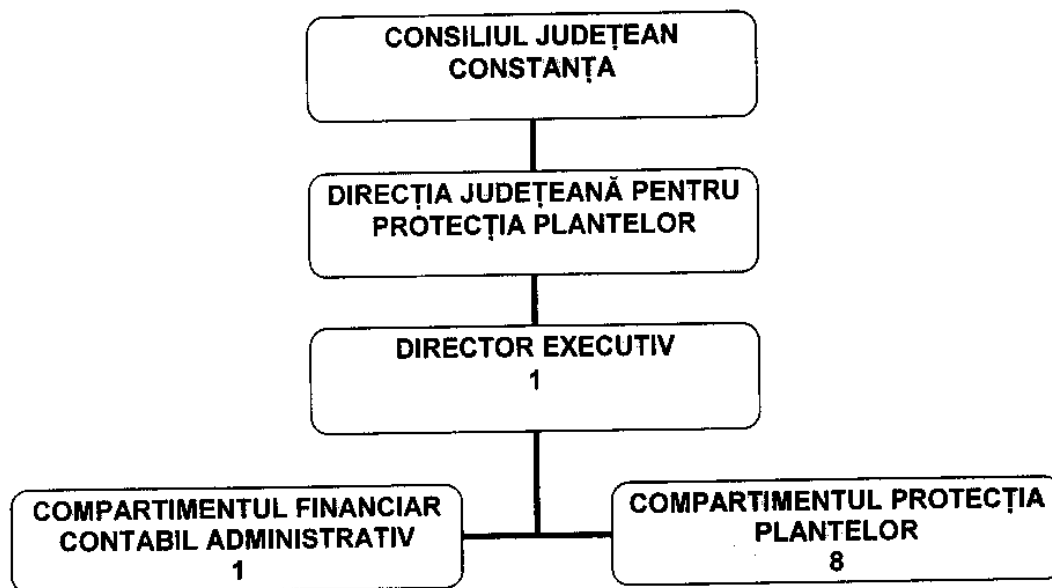 CONSILIUL JUDEȚEAN
CONSTANȚA
DIRECȚIA JUDEȚEANĂ PENTRU
PROTECȚIA PLANTELOR
DIRECTOR EXECUTIV
1
COMPARTIMENTUL FINANCIAR
CONTABIL ADMINISTRATIV
1
COMPARTIMENTUL PROTECȚIA
PLANTELOR
8